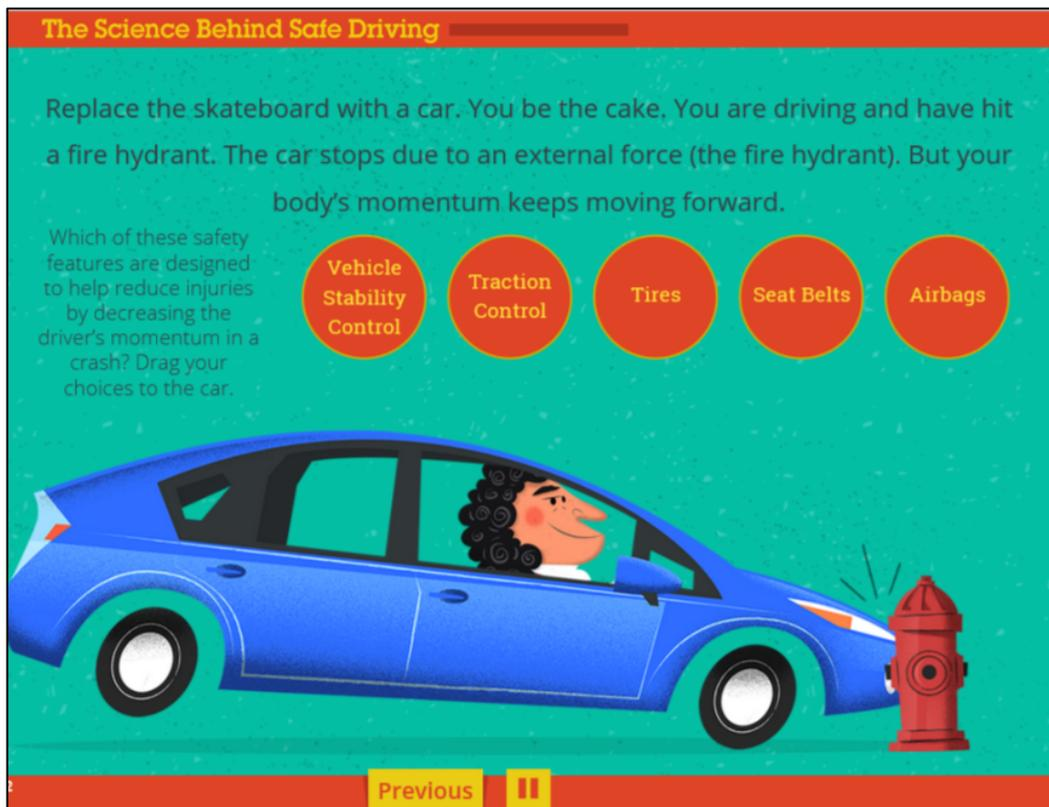 The Science Behind Safe Driving
Replace the skateboard with a car. You be the cake. You are driving and have hit
a fire hydrant. The car stops due to an external force (the fire hydrant). But your
body's momentum keeps moving forward.
Which of these safety
features are designed
to help reduce injuries
by decreasing the
driver's momentum in a
crash? Drag your
choices to the car.
Vehicle
Stability
Control
Traction
Control
Tires
Seat Belts
Airbags
2
Previous